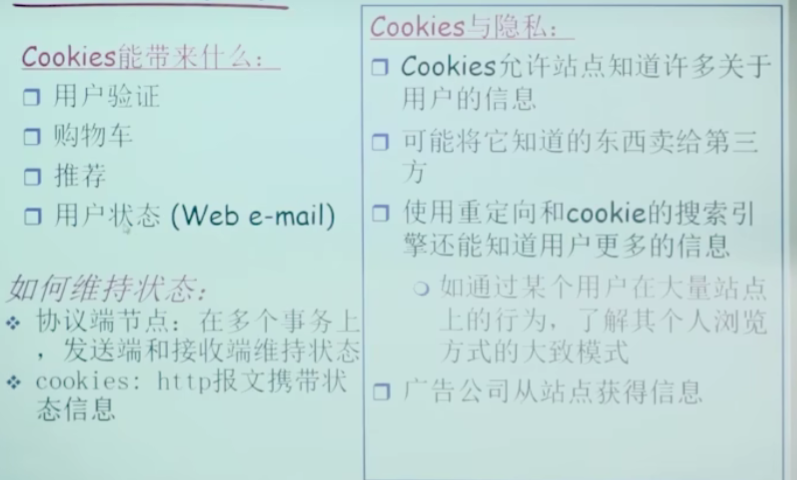 Cookies能带来什么:
用户验证
购物车
推荐
用户状态 (Web e-mail)
如何维持状态:
协议端节点: 在多个事务上
，发送端和接收端维持状态
cookies: http报文携带状
态信息
Cookies与隐私:
Cookies允许站点知道许多关于
用户的信息
可能将它知道的东西卖给第三
方
使用重定向和cookie的搜索引
擎还能知道用户更多的信息
如通过某个用户在大量站点
上的行为，了解其个人浏览
方式的大致模式
广告公司从站点获得信息